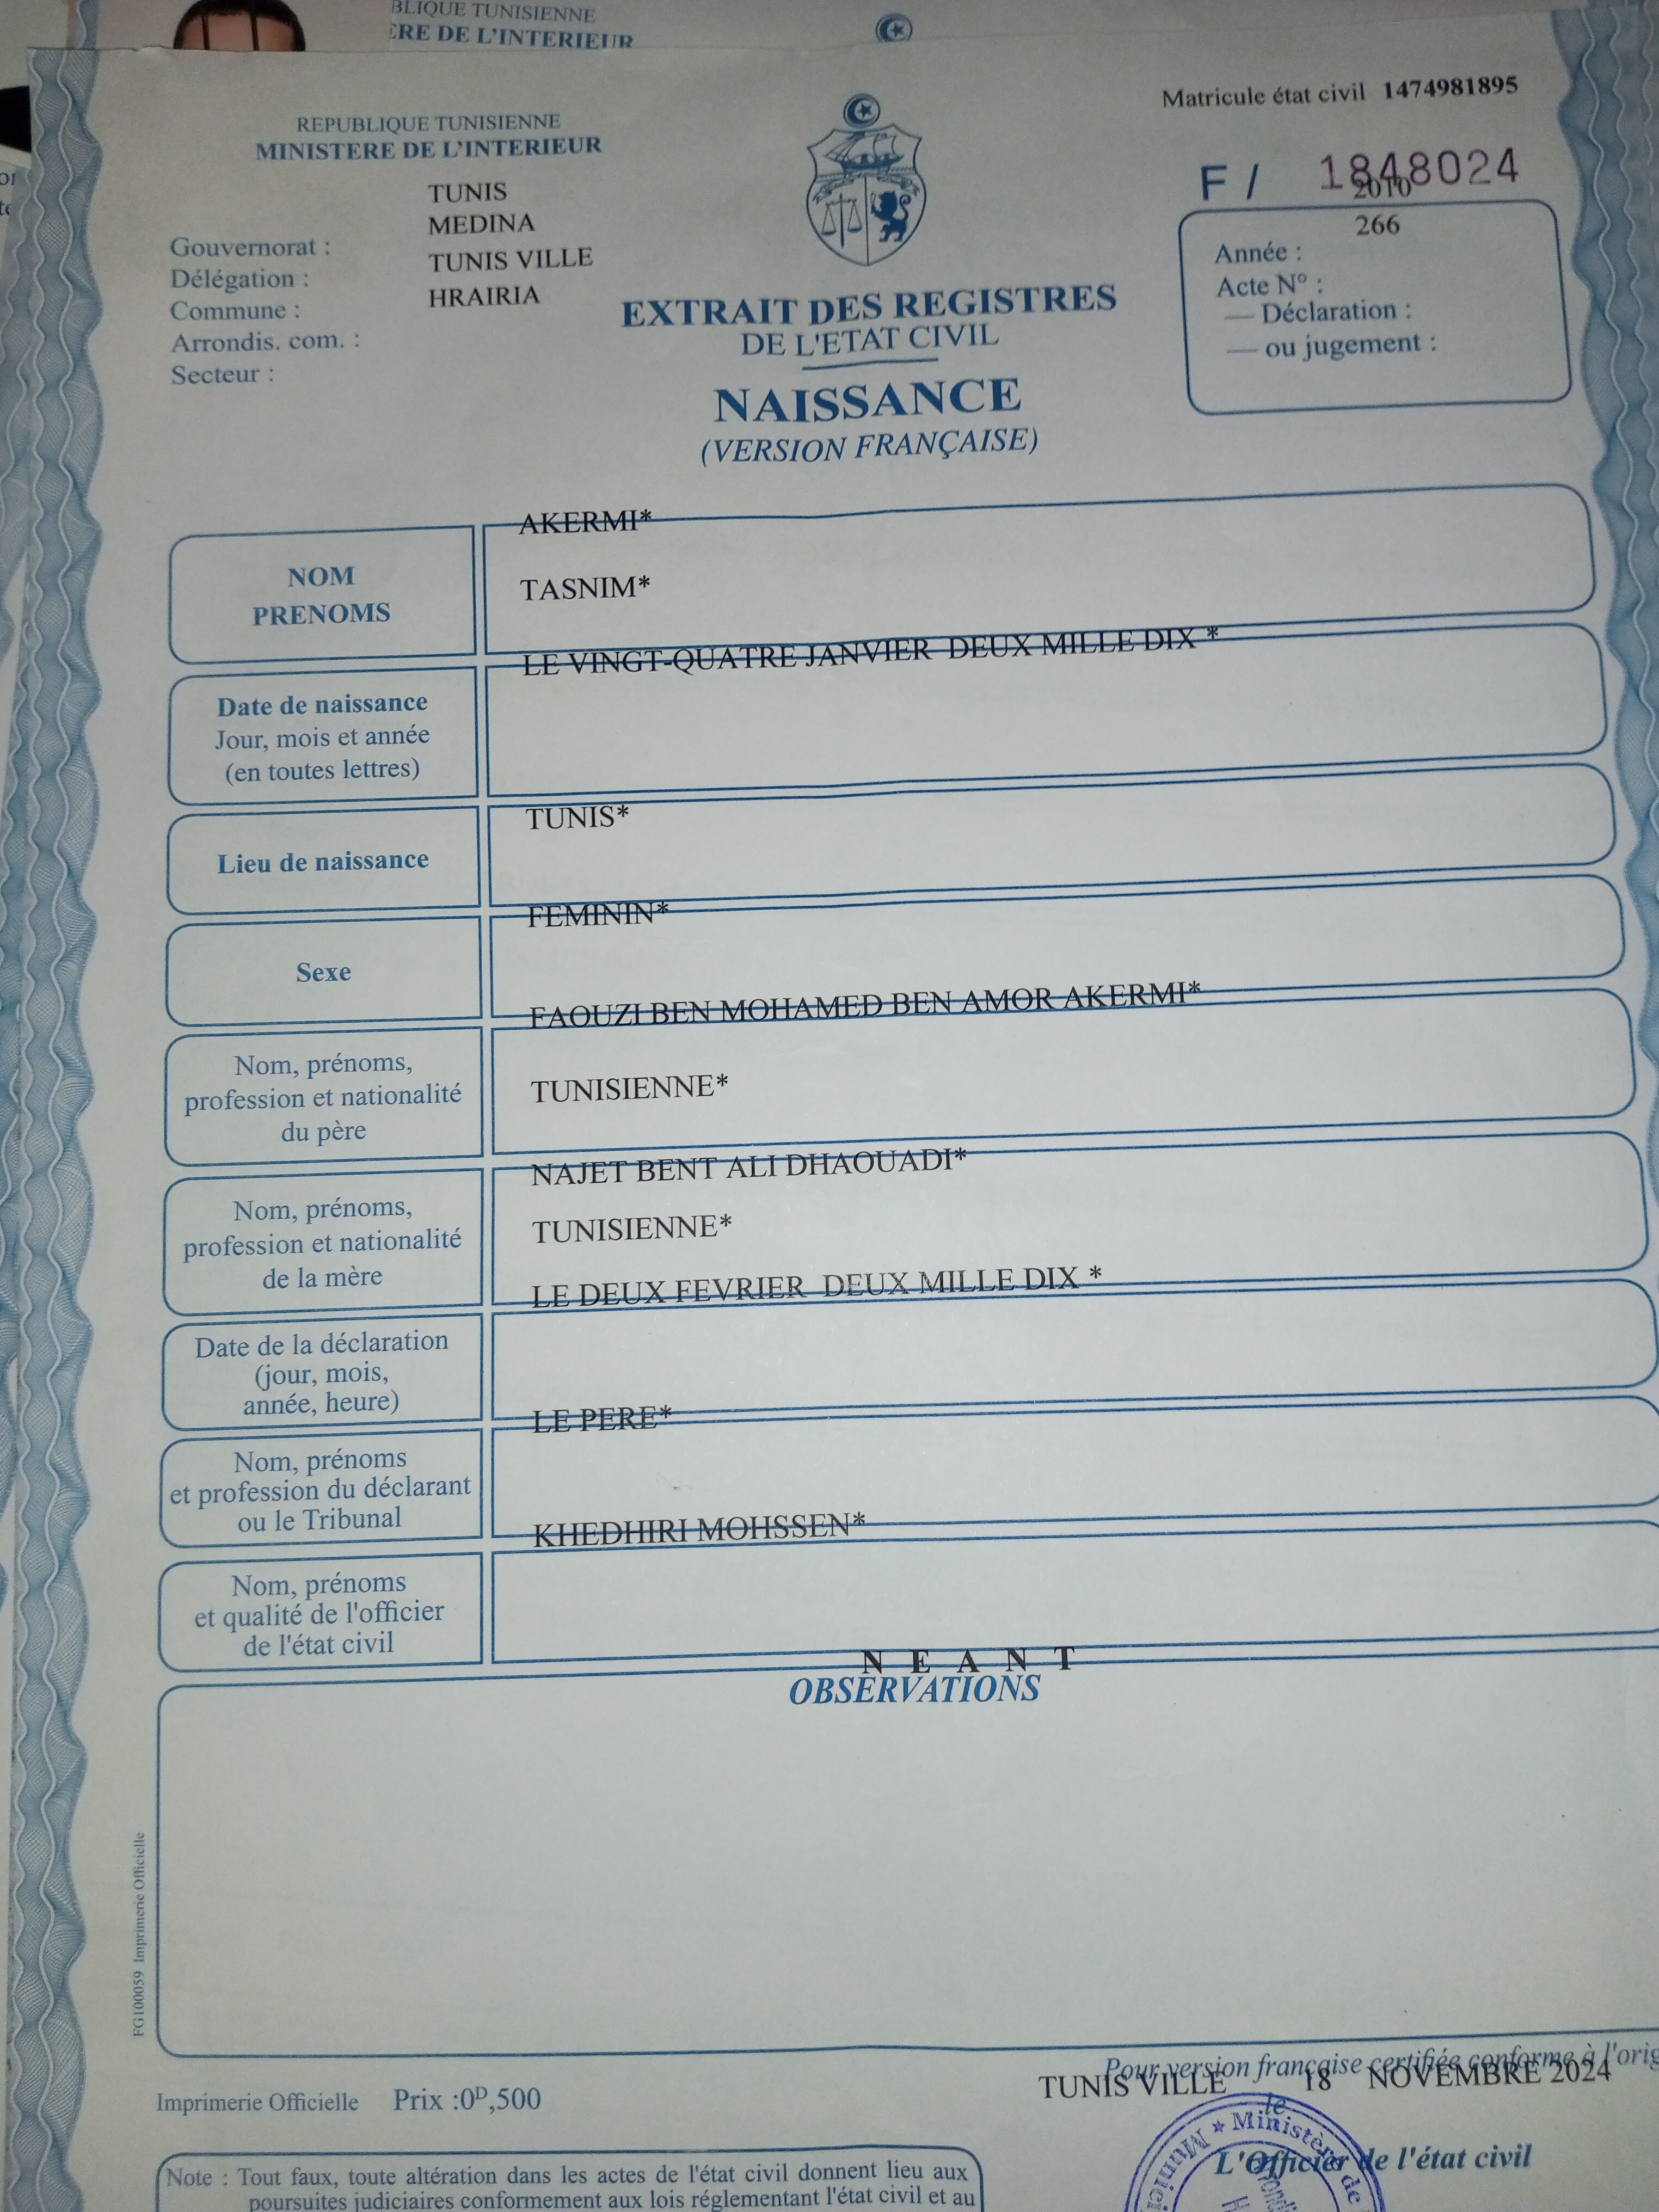 BLIQUE TUNISIENNE
ERE DE L'INTERIEUR
REPUBLIQUE TUNISIENNE
MINISTERE DE L'INTERIEUR
Matricule état civil 1474981895
F / 1848024
2010
266
Année :
Acte N° :
— Déclaration :
— ou jugement :
TUNIS
MEDINA
TUNIS VILLE
HRAIRIA
Gouvernorat :
Délégation :
Commune :
Arrondis. com. :
Secteur :
EXTRAIT DES REGISTRES
DE L'ETAT CIVIL
NAISSANCE
(VERSION FRANÇAISE)
NOM
PRENOMS
AKERMI*
TASNIM*
LE VINGT-QUATRE JANVIER DEUX MILLE DIX *
Date de naissance
Jour, mois et année
(en toutes lettres)
TUNIS*
Lieu de naissance
FEMININ*
Sexe
FAOUZI BEN MOHAMED BEN AMOR AKERMI*
Nom, prénoms,
profession et nationalité
du père
TUNISIENNE*
NAJET BENT ALI DHAOUADI*
Nom, prénoms,
profession et nationalité
de la mère
TUNISIENNE*
LE DEUX FEVRIER DEUX MILLE DIX *
Date de la déclaration
(jour, mois,
année, heure)
LE PERE*
Nom, prénoms
et profession du déclarant
ou le Tribunal
KHEDHIRI MOHSSEN*
Nom, prénoms
et qualité de l'officier
de l'état civil
N E A N T
OBSERVATIONS
FG100059 Imprimerie Officielle
Imprimerie Officielle Prix :0D,500
Pour version française certifiée conforme à l'orig
TUNIS VILLE 18 NOVEMBRE 2024
le
L'Officier de l'état civil
Ministère de
Note : Tout faux, toute altération dans les actes de l'état civil donnent lieu aux
poursuites judiciaires conformement aux lois réglementant l'état civil et au